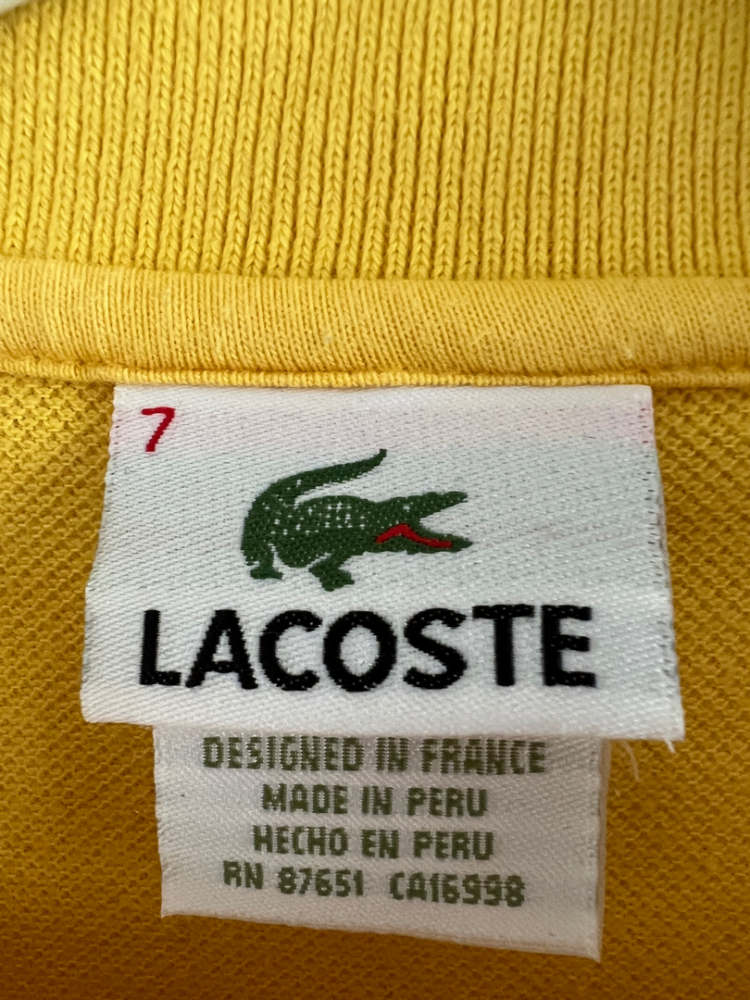 7
LACOSTE
DESIGNED IN FRANCE
MADE IN PERU
HECHO EN PERU
RN 87651 CA16998